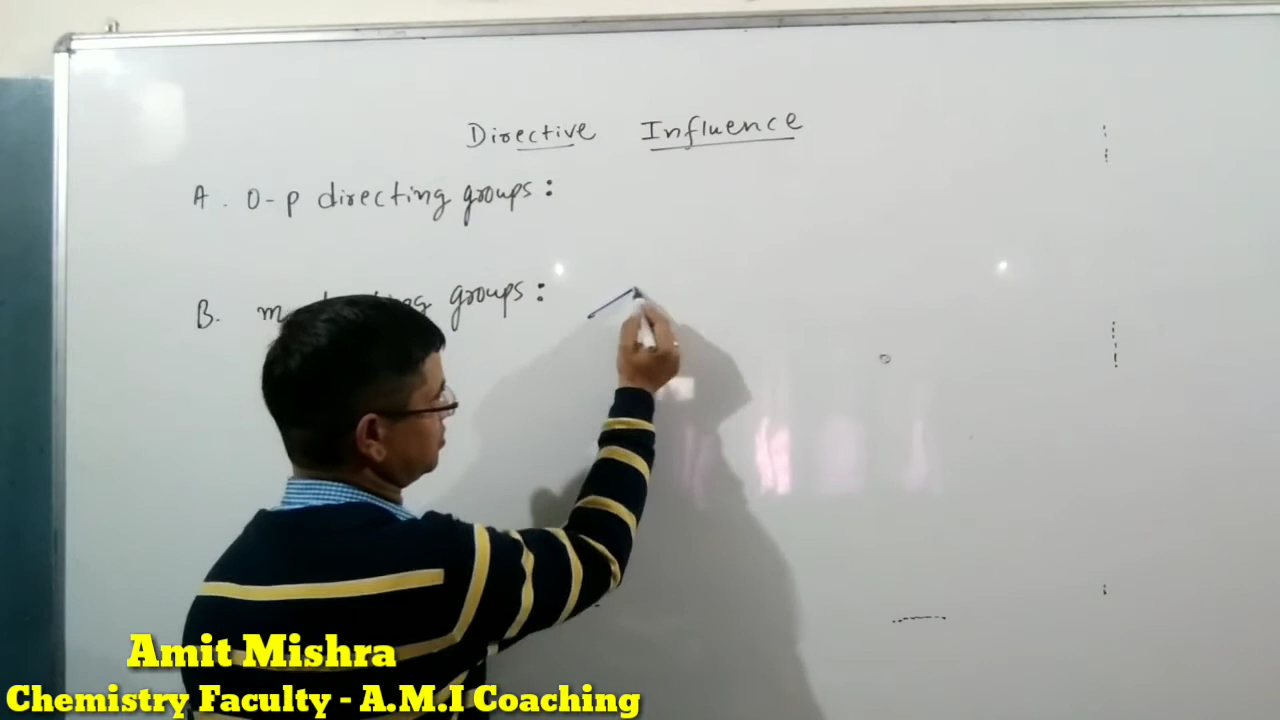 Directive Influence
A. O-p directing groups:
B. m groups:
Amit Mishra
Chemistry Faculty - A.M.I Coaching